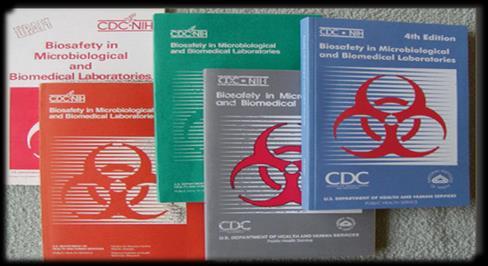 DRAFT
CDC-NIH
Biosafety in
Microbiological
and
Biomedical Laboratories
CDC-NIH
Biosafety in Microbiological
and Biomedical Laboratories
CDC-NIH
Biosafety in Microbiological
and Biomedical Laboratories
U.S. DEPARTMENT OF
CDC • NIH
Biosafety in Mic
and Biomedical
CDC
U.S. DEPARTMENT OF HEALTH AND HUMAN SERVICES
Public Health Service
CDC • NIH
4th Edition
Biosafety in Microbiological
and Biomedical Laboratories
CDC
U.S. DEPARTMENT OF HEALTH AND HUMAN SERVICES
PUBLIC HEALTH SERVICE